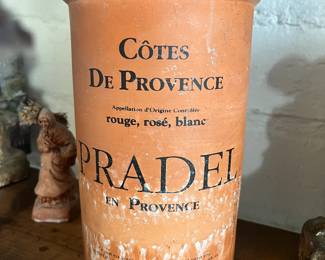 CÔTES
DE PROVENCE
Appellation d'Origine Contrôlée
rouge, rosé, blanc
PRADEL
EN PROVENCE